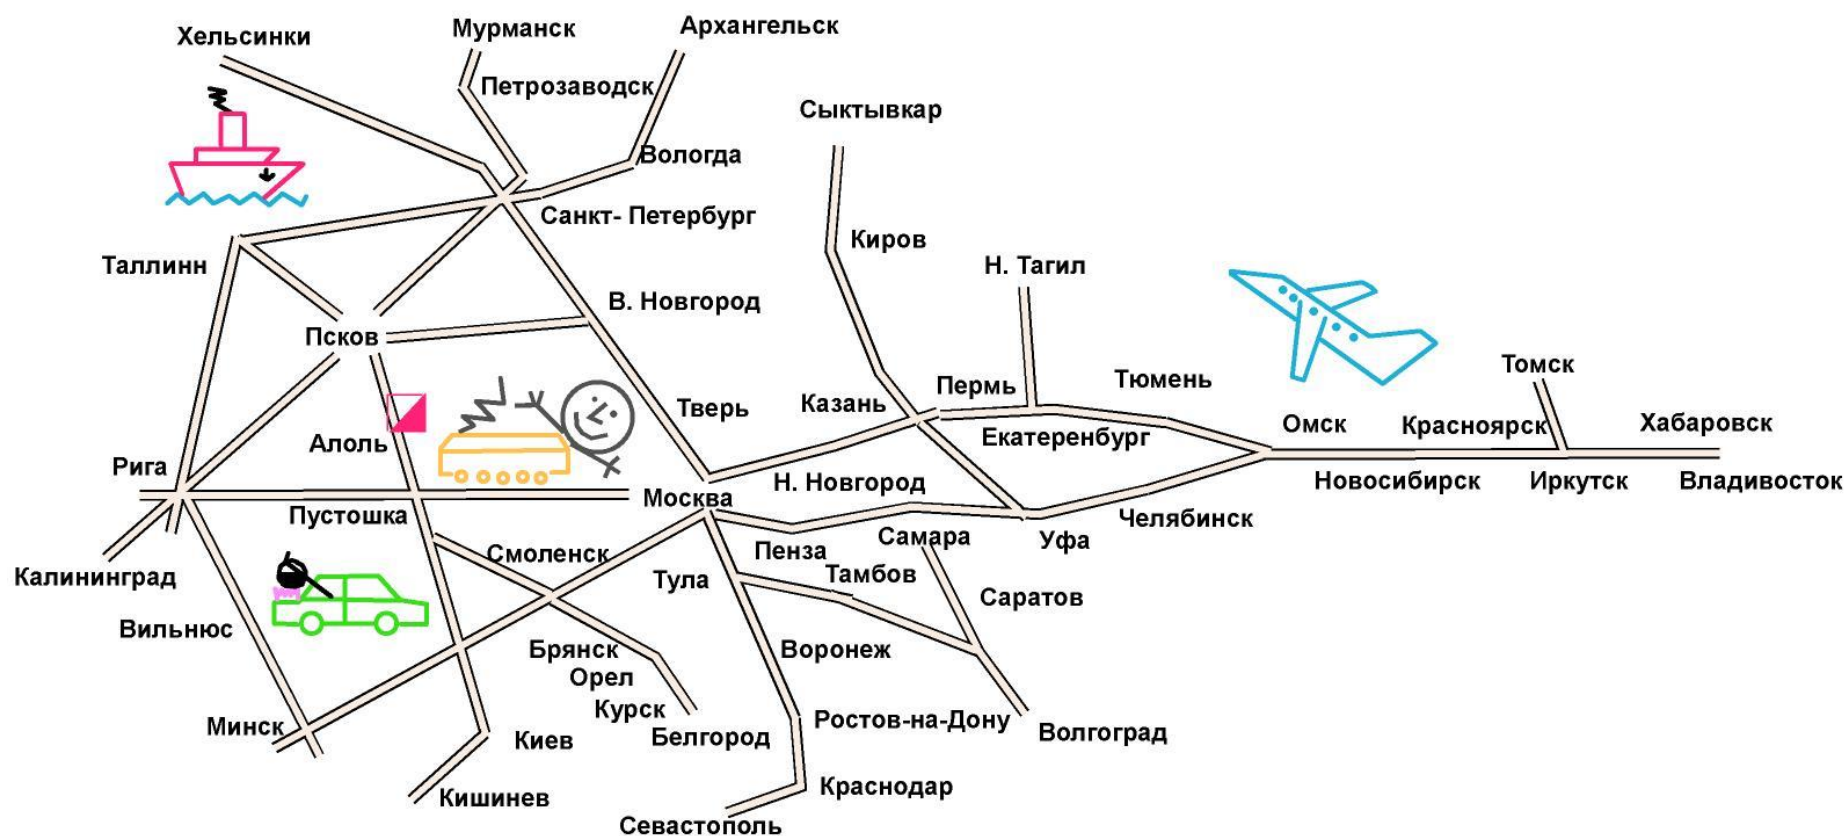 Хельсинки
Мурманск
Архангельск
Петрозаводск
Сыктывкар
Вологда
Санкт- Петербург
Киров
Таллинн
Н. Тагил
В. Новгород
Псков
Томск
Тюмень
Пермь
Казань
Тверь
Омск
Красноярск
Хабаровск
Екатеренбург
Алоль
Рига
Н. Новгород
Новосибирск
Иркутск
Владивосток
Москва
Пустошка
Челябинск
Самара
Уфа
Смоленск
Пенза
Калининград
Тула
Тамбов
Саратов
Вильнюс
Брянск
Воронеж
Орел
Курск
Ростов-на-Дону
Минск
Киев
Белгород
Волгоград
Краснодар
Кишинев
Севастополь